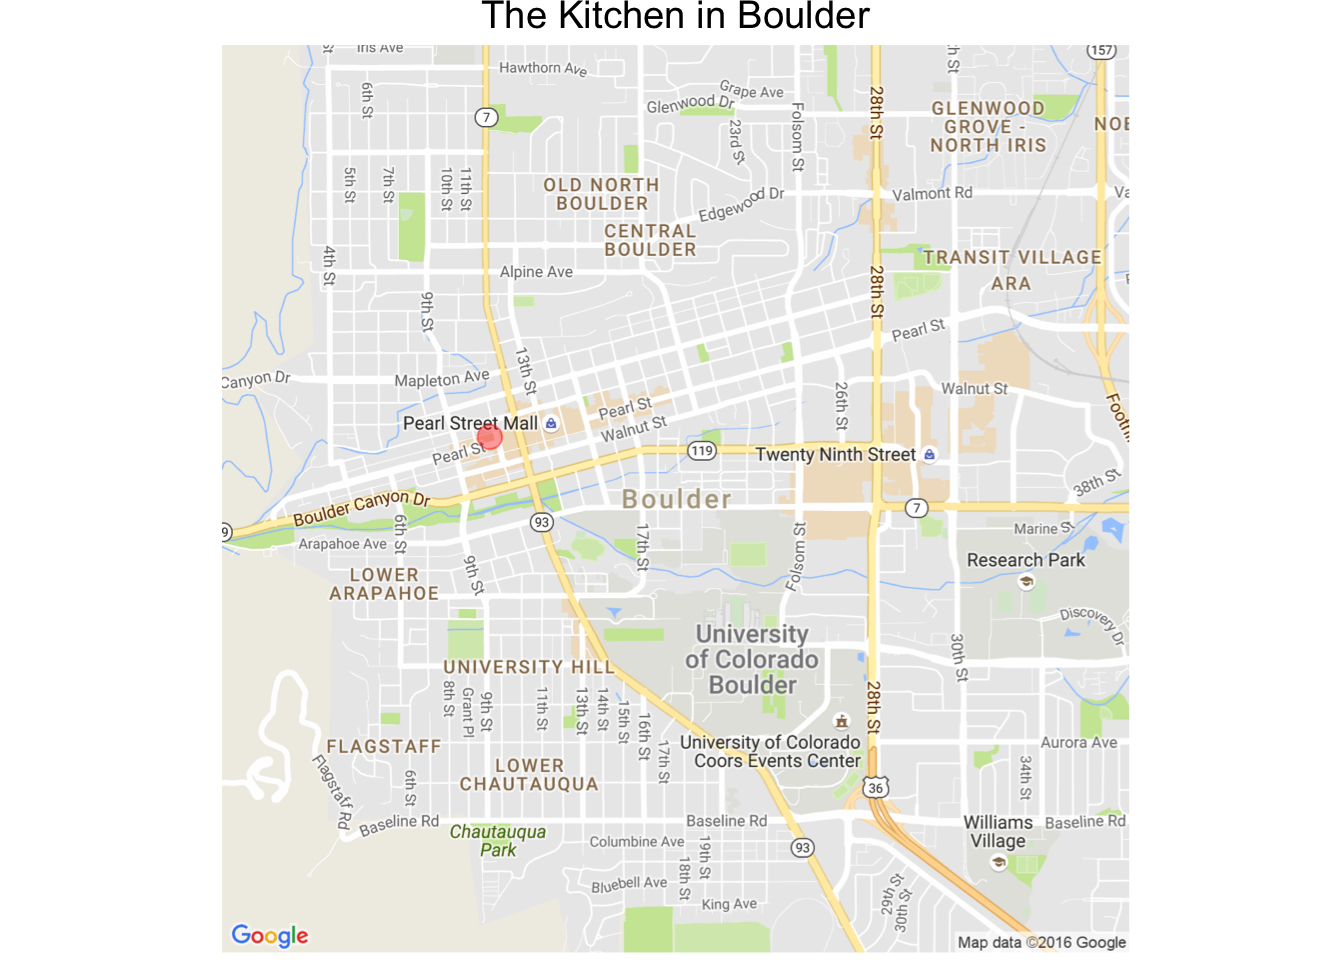 The Kitchen in Boulder
Iris Ave
St
Hawthorn Ave
6th St
7
Grape Ave
Glenwood Dr
23rd St
Folsom St
28th St
th St
157
GLENWOOD
GROVE -
NORTH IRIS
NOB
5th St
7th St
10th St
11th St
OLD NORTH
BOULDER
Edgewood Dr
Valmont Rd
Va
CENTRAL
BOULDER
4th St
Alpine Ave
28th St
TRANSIT VILLAGE
ARA
9th St
13th St
Pearl St
Canyon Dr
Mapleton Ave
26th St
Walnut St
Pearl Street Mall
Pearl St
Walnut St
Pearl St
119
Twenty Ninth Street
Footh
38th St
Boulder Canyon Dr
Boulder
7
9
93
6th St
Arapahoe Ave
17th St
Folsom St
Marine S
Research Park
9th St
LOWER
ARAPAHOE
Discovery Dr
University
of Colorado
Boulder
30th St
UNIVERSITY HILL
8th St
Grant Pl
9th St
11th St
13th St
14th St
15th St
16th St
17th St
28th St
FLAGSTAFF
Flagstaff Rd
6th St
LOWER
CHAUTAUQUA
University of Colorado
Coors Events Center
Aurora Ave
34th St
36
Baseline Rd
Chautauqua
Park
Baseline Rd
Columbine Ave
19th St
18th St
93
Williams
Village
Baseline Rd
Bluebell Ave
King Ave
29th St
30th St
Google
Map data ©2016 Google